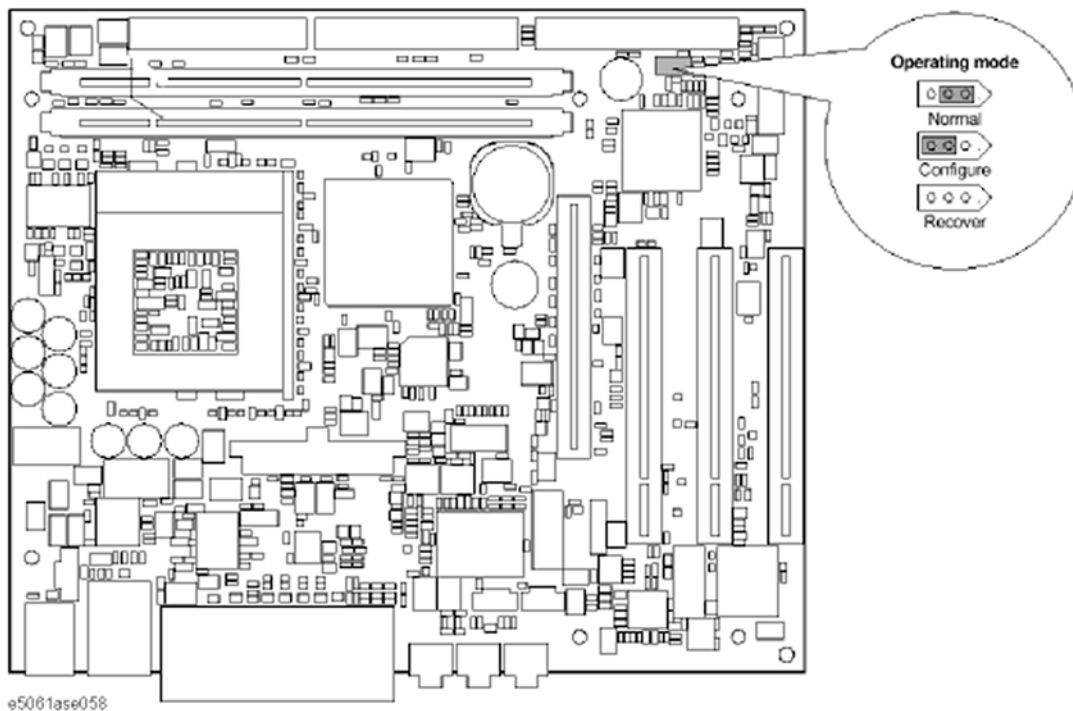 Operating mode
Normal
Configure
Recover
e5061ase058